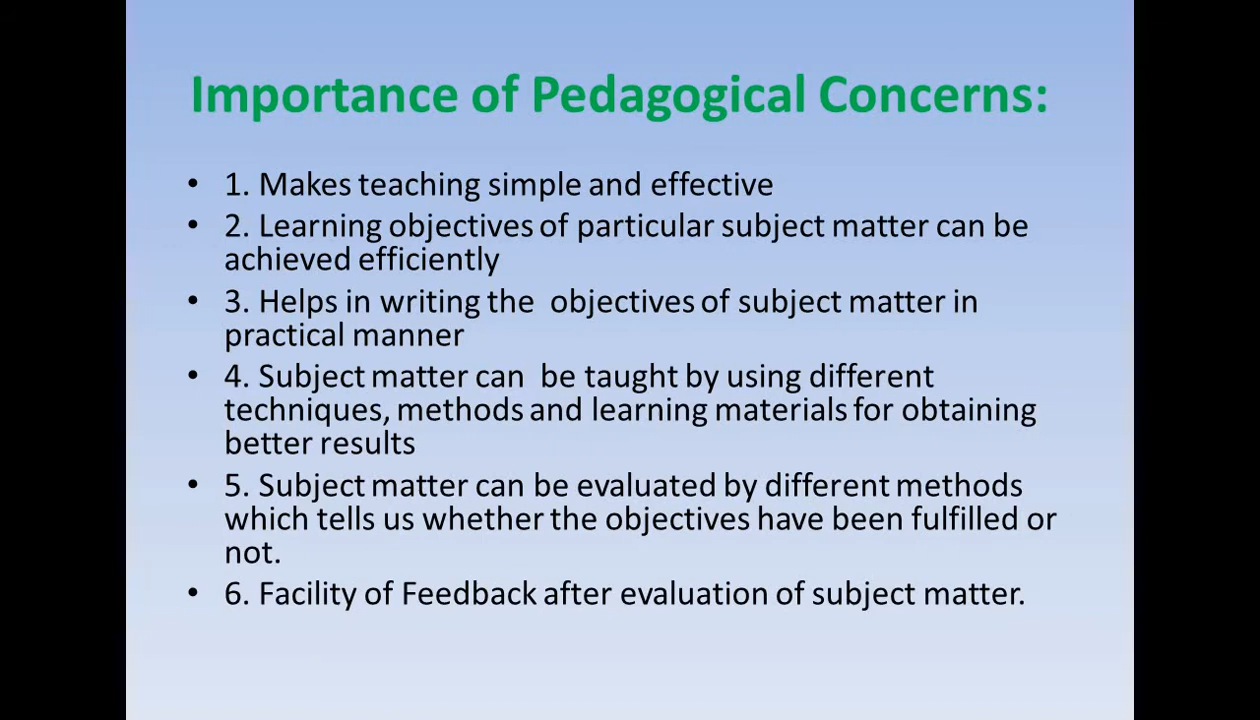 Importance of Pedagogical Concerns:
• 1. Makes teaching simple and effective
• 2. Learning objectives of particular subject matter can be
achieved efficiently
• 3. Helps in writing the  objectives of subject matter in
practical manner
• 4. Subject matter can  be taught by using different
techniques, methods and learning materials for obtaining
better results
• 5. Subject matter can be evaluated by different methods
which tells us whether the objectives have been fulfilled or
not.
• 6. Facility of Feedback after evaluation of subject matter.